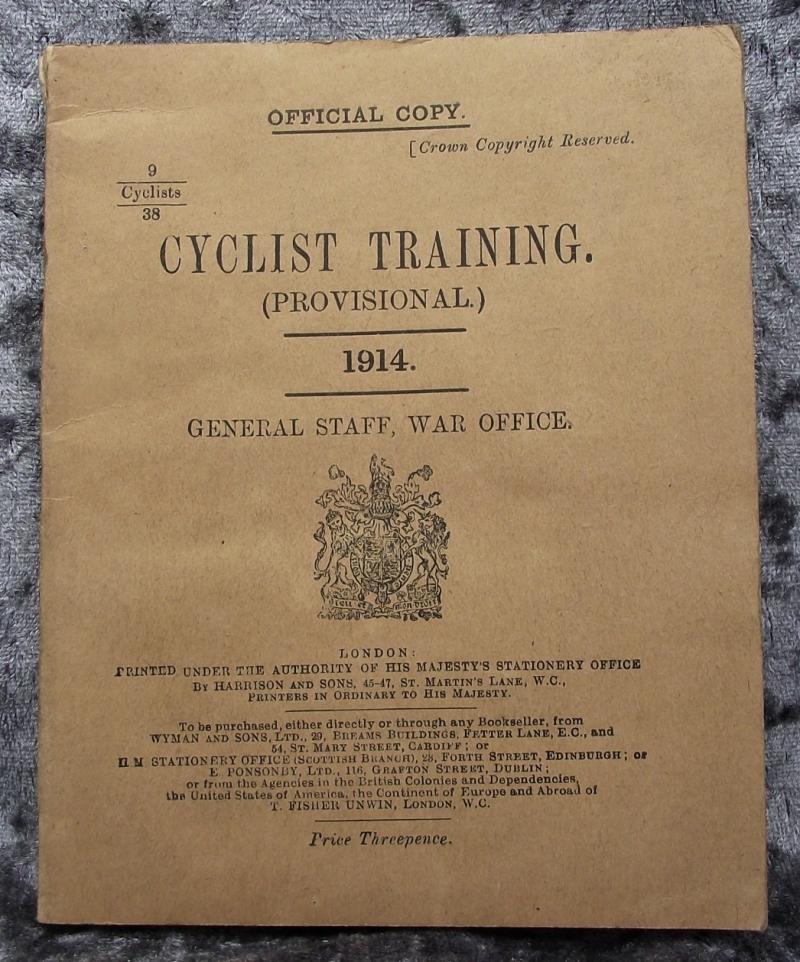 OFFICIAL COPY.
[Crown Copyright Reserved.
9
Cyclists
38
CYCLIST TRAINING.
(PROVISIONAL.)
1914.
GENERAL STAFF, WAR OFFICE.
Dieu et mon droit
LONDON:
PRINTED UNDER THE AUTHORITY OF HIS MAJESTY'S STATIONERY OFFICE
BY HARRISON AND SONS, 45-47, ST. MARTIN'S LANE, W.C.,
PRINTERS IN ORDINARY TO HIS MAJESTY.
To be purchased, either directly or through any Bookseller, from
WYMAN AND SONS, LTD., 29, BREAMS BUILDINGS, FETTER LANE, E.C., and
54, ST. MARY STREET, CARDIFF; or
H M STATIONERY OFFICE (SCOTTISH BRANCH), 23, FORTH STREET, EDINBURGH; or
E. PONSONBY, LTD., 116, GRAFTON STREET, DUBLIN;
or from the Agencies in the British Colonies and Dependencies,
the United States of America, the Continent of Europe and Abroad of
T. FISHER UNWIN, LONDON, W.C.
Price Threepence.